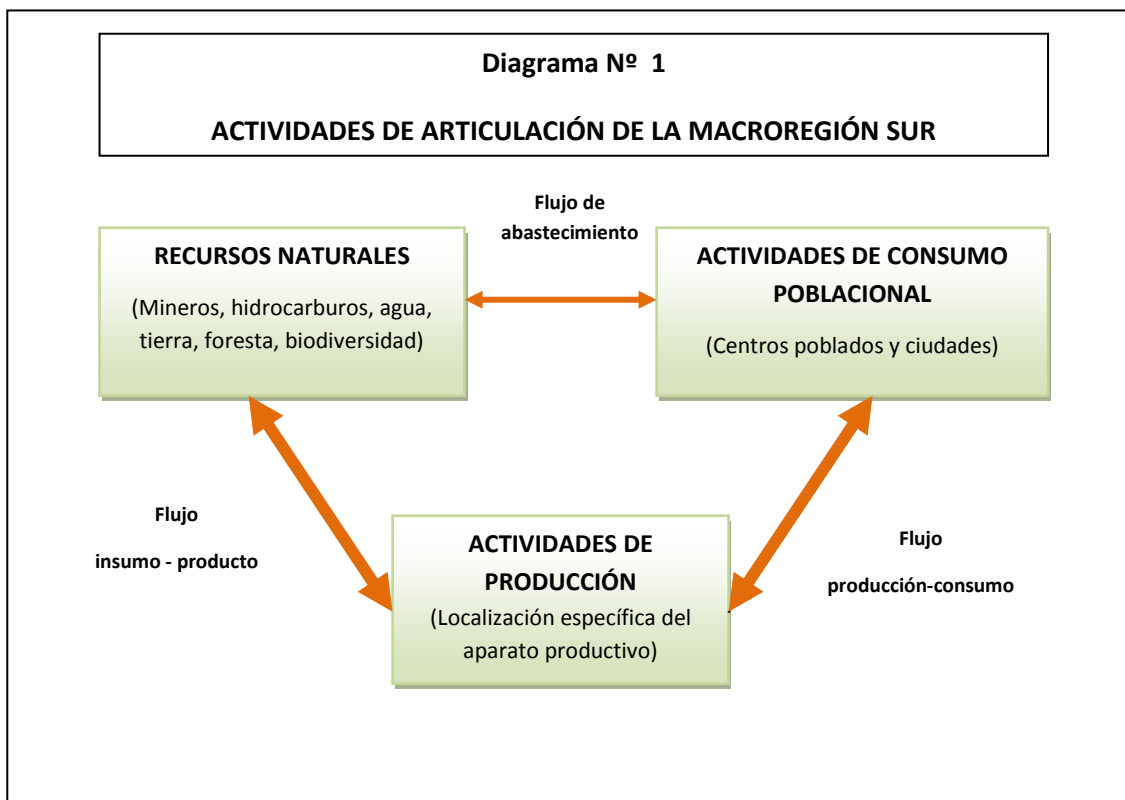 Diagrama Nº 1
ACTIVIDADES DE ARTICULACIÓN DE LA MACROREGIÓN SUR
Flujo de
abastecimiento
RECURSOS NATURALES
(Mineros, hidrocarburos, agua,
tierra, foresta, biodiversidad)
ACTIVIDADES DE CONSUMO
POBLACIONAL
(Centros poblados y ciudades)
Flujo
insumo - producto
ACTIVIDADES DE
PRODUCCIÓN
(Localización específica del
aparato productivo)
Flujo
producción-consumo